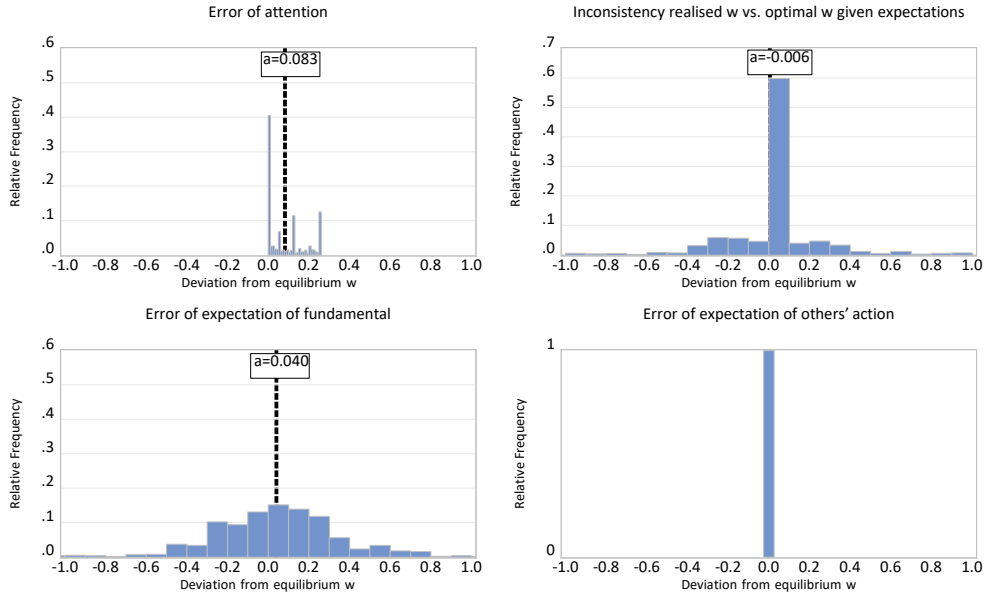 Error of attention
.6
.5
.4
.3
.2
.1
.0
Relative Frequency
a=0.083
-1.0 -0.8 -0.6 -0.4 -0.2 0.0 0.2 0.4 0.6 0.8 1.0
Deviation from equilibrium w
Inconsistency realised w vs. optimal w given expectations
.7
.6
.5
.4
.3
.2
.1
.0
Relative Frequency
a=-0.006
-1.0 -0.8 -0.6 -0.4 -0.2 0.0 0.2 0.4 0.6 0.8 1.0
Deviation from equilibrium w
Error of expectation of fundamental
.6
.5
.4
.3
.2
.1
.0
Relative Frequency
a=0.040
-1.0 -0.8 -0.6 -0.4 -0.2 0.0 0.2 0.4 0.6 0.8 1.0
Deviation from equilibrium w
Error of expectation of others’ action
1
0
Relative Frequency
-1.0 -0.8 -0.6 -0.4 -0.2 0.0 0.2 0.4 0.6 0.8 1.0
Deviation from equilibrium w